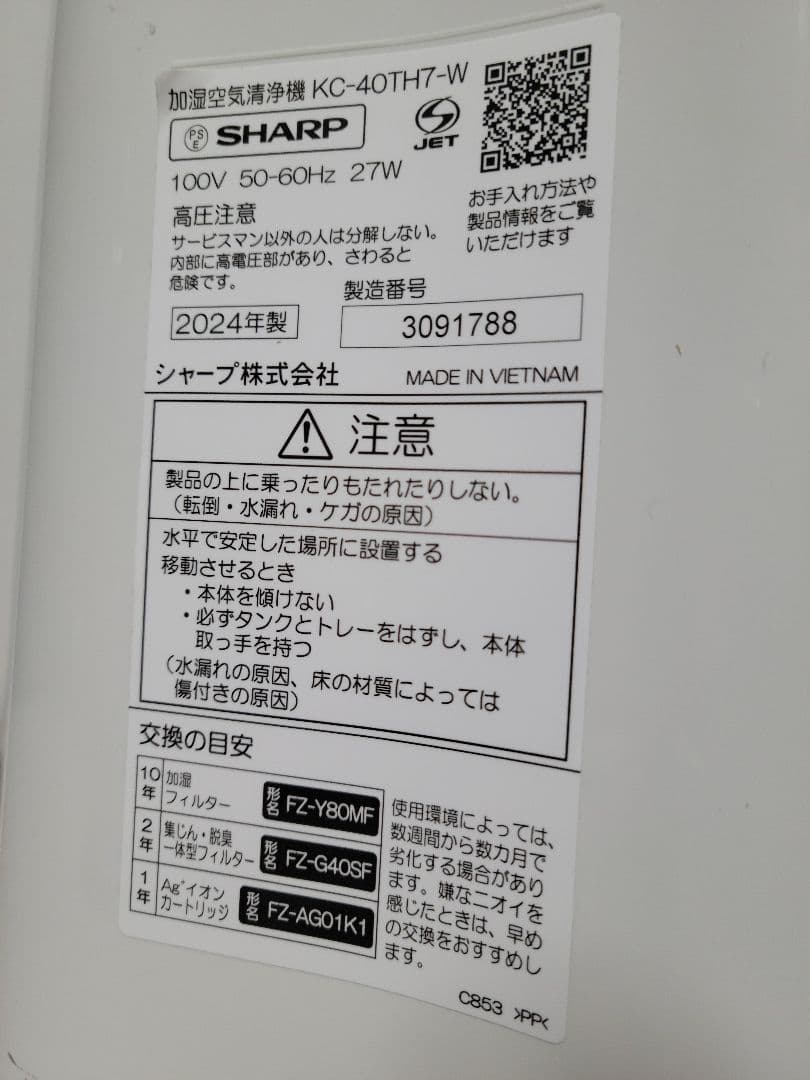 加湿空気清浄機 KC-40TH7-W
PSE SHARP
JET
100V 50-60Hz 27W
高圧注意
サービスマン以外の人は分解しない。
内部に高電圧部があり、さわると
危険です。
お手入れ方法や
製品情報をご覧
いただけます
製造番号
2024年製
3091788
シャープ株式会社
MADE IN VIETNAM
注意
製品の上に乗ったりもたれたりしない。
（転倒・水漏れ・ケガの原因）
水平で安定した場所に設置する
移動させるとき
・本体を傾けない
・必ずタンクとトレーをはずし、本体
取っ手を持つ
（水漏れの原因、床の材質によっては
傷付きの原因）
交換の目安
10年 加湿
フィルター 形名 FZ-Y80MF
2年 集じん・脱臭
一体型フィルター 形名 FZ-G40SF
1年 Ag⁺イオン
カートリッジ 形名 FZ-AG01K1
使用環境によっては、
数週間から数カ月で
劣化する場合があり
ます。嫌なニオイを
感じたときは、早め
の交換をおすすめし
ます。
C853 >PP<